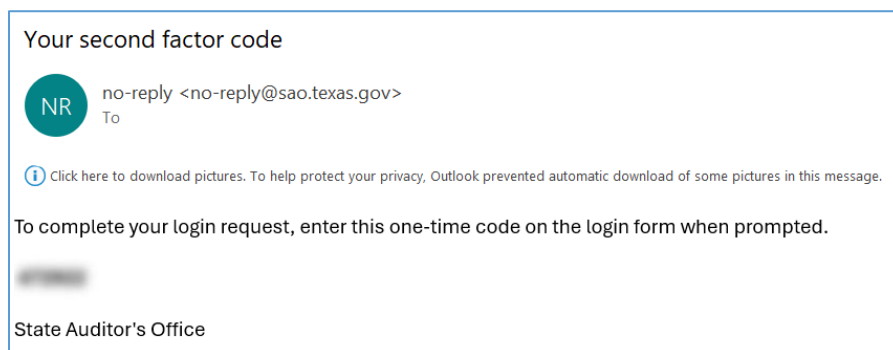 Your second factor code
NR
no-reply <no-reply@sao.texas.gov>
To
Click here to download pictures. To help protect your privacy, Outlook prevented automatic download of some pictures in this message.
To complete your login request, enter this one-time code on the login form when prompted.
State Auditor's Office